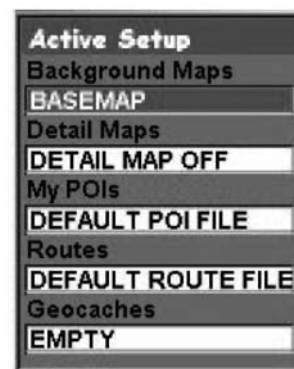 Active Setup
Background Maps
BASEMAP
Detail Maps
DETAIL MAP OFF
My POIs
DEFAULT POI FILE
Routes
DEFAULT ROUTE FILE
Geocaches
EMPTY